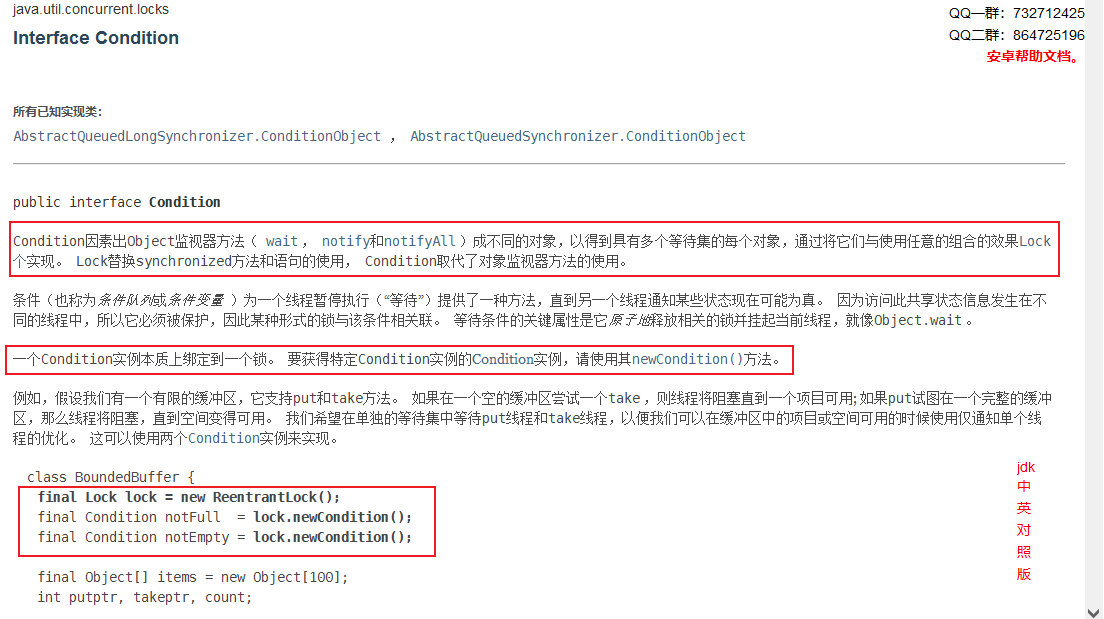 java.util.concurrent.locks
QQ一群：732712425
Interface Condition
QQ二群：864725196
安卓帮助文档。
所有已知实现类：
AbstractQueuedLongSynchronizer.ConditionObject ， AbstractQueuedSynchronizer.ConditionObject
public interface Condition
Condition因素出Object监视器方法（ wait， notify和notifyAll ）成不同的对象，以得到具有多个等待集的每个对象，通过将它们与使用任意的组合的效果Lock
个实现。 Lock替换synchronized方法和语句的使用， Condition取代了对象监视器方法的使用。
条件（也称为条件队列或条件变量 ）为一个线程暂停执行（“等待”）提供了一种方法，直到另一个线程通知某些状态现在可能为真。 因为访问此共享状态信息发生在不
同的线程中，所以它必须被保护，因此某种形式的锁与该条件相关联。 等待条件的关键属性是它原子地释放相关的锁并挂起当前线程，就像Object.wait 。
一个Condition实例本质上绑定到一个锁。 要获得特定Condition实例的Condition实例，请使用其newCondition()方法。
例如，假设我们有一个有限的缓冲区，它支持put和take方法。 如果在一个空的缓冲区尝试一个take ，则线程将阻塞直到一个项目可用;如果put试图在一个完整的缓冲
区，那么线程将阻塞，直到空间变得可用。 我们希望在单独的等待集中等待put线程和take线程，以便我们可以在缓冲区中的项目或空间可用的时候使用仅通知单个线
程的优化。 这可以使用两个Condition实例来实现。
class BoundedBuffer {
final Lock lock = new ReentrantLock();
final Condition notFull  = lock.newCondition();
final Condition notEmpty = lock.newCondition();
final Object[] items = new Object[100];
int putptr, takeptr, count;
jdk
中
英
对
照
版